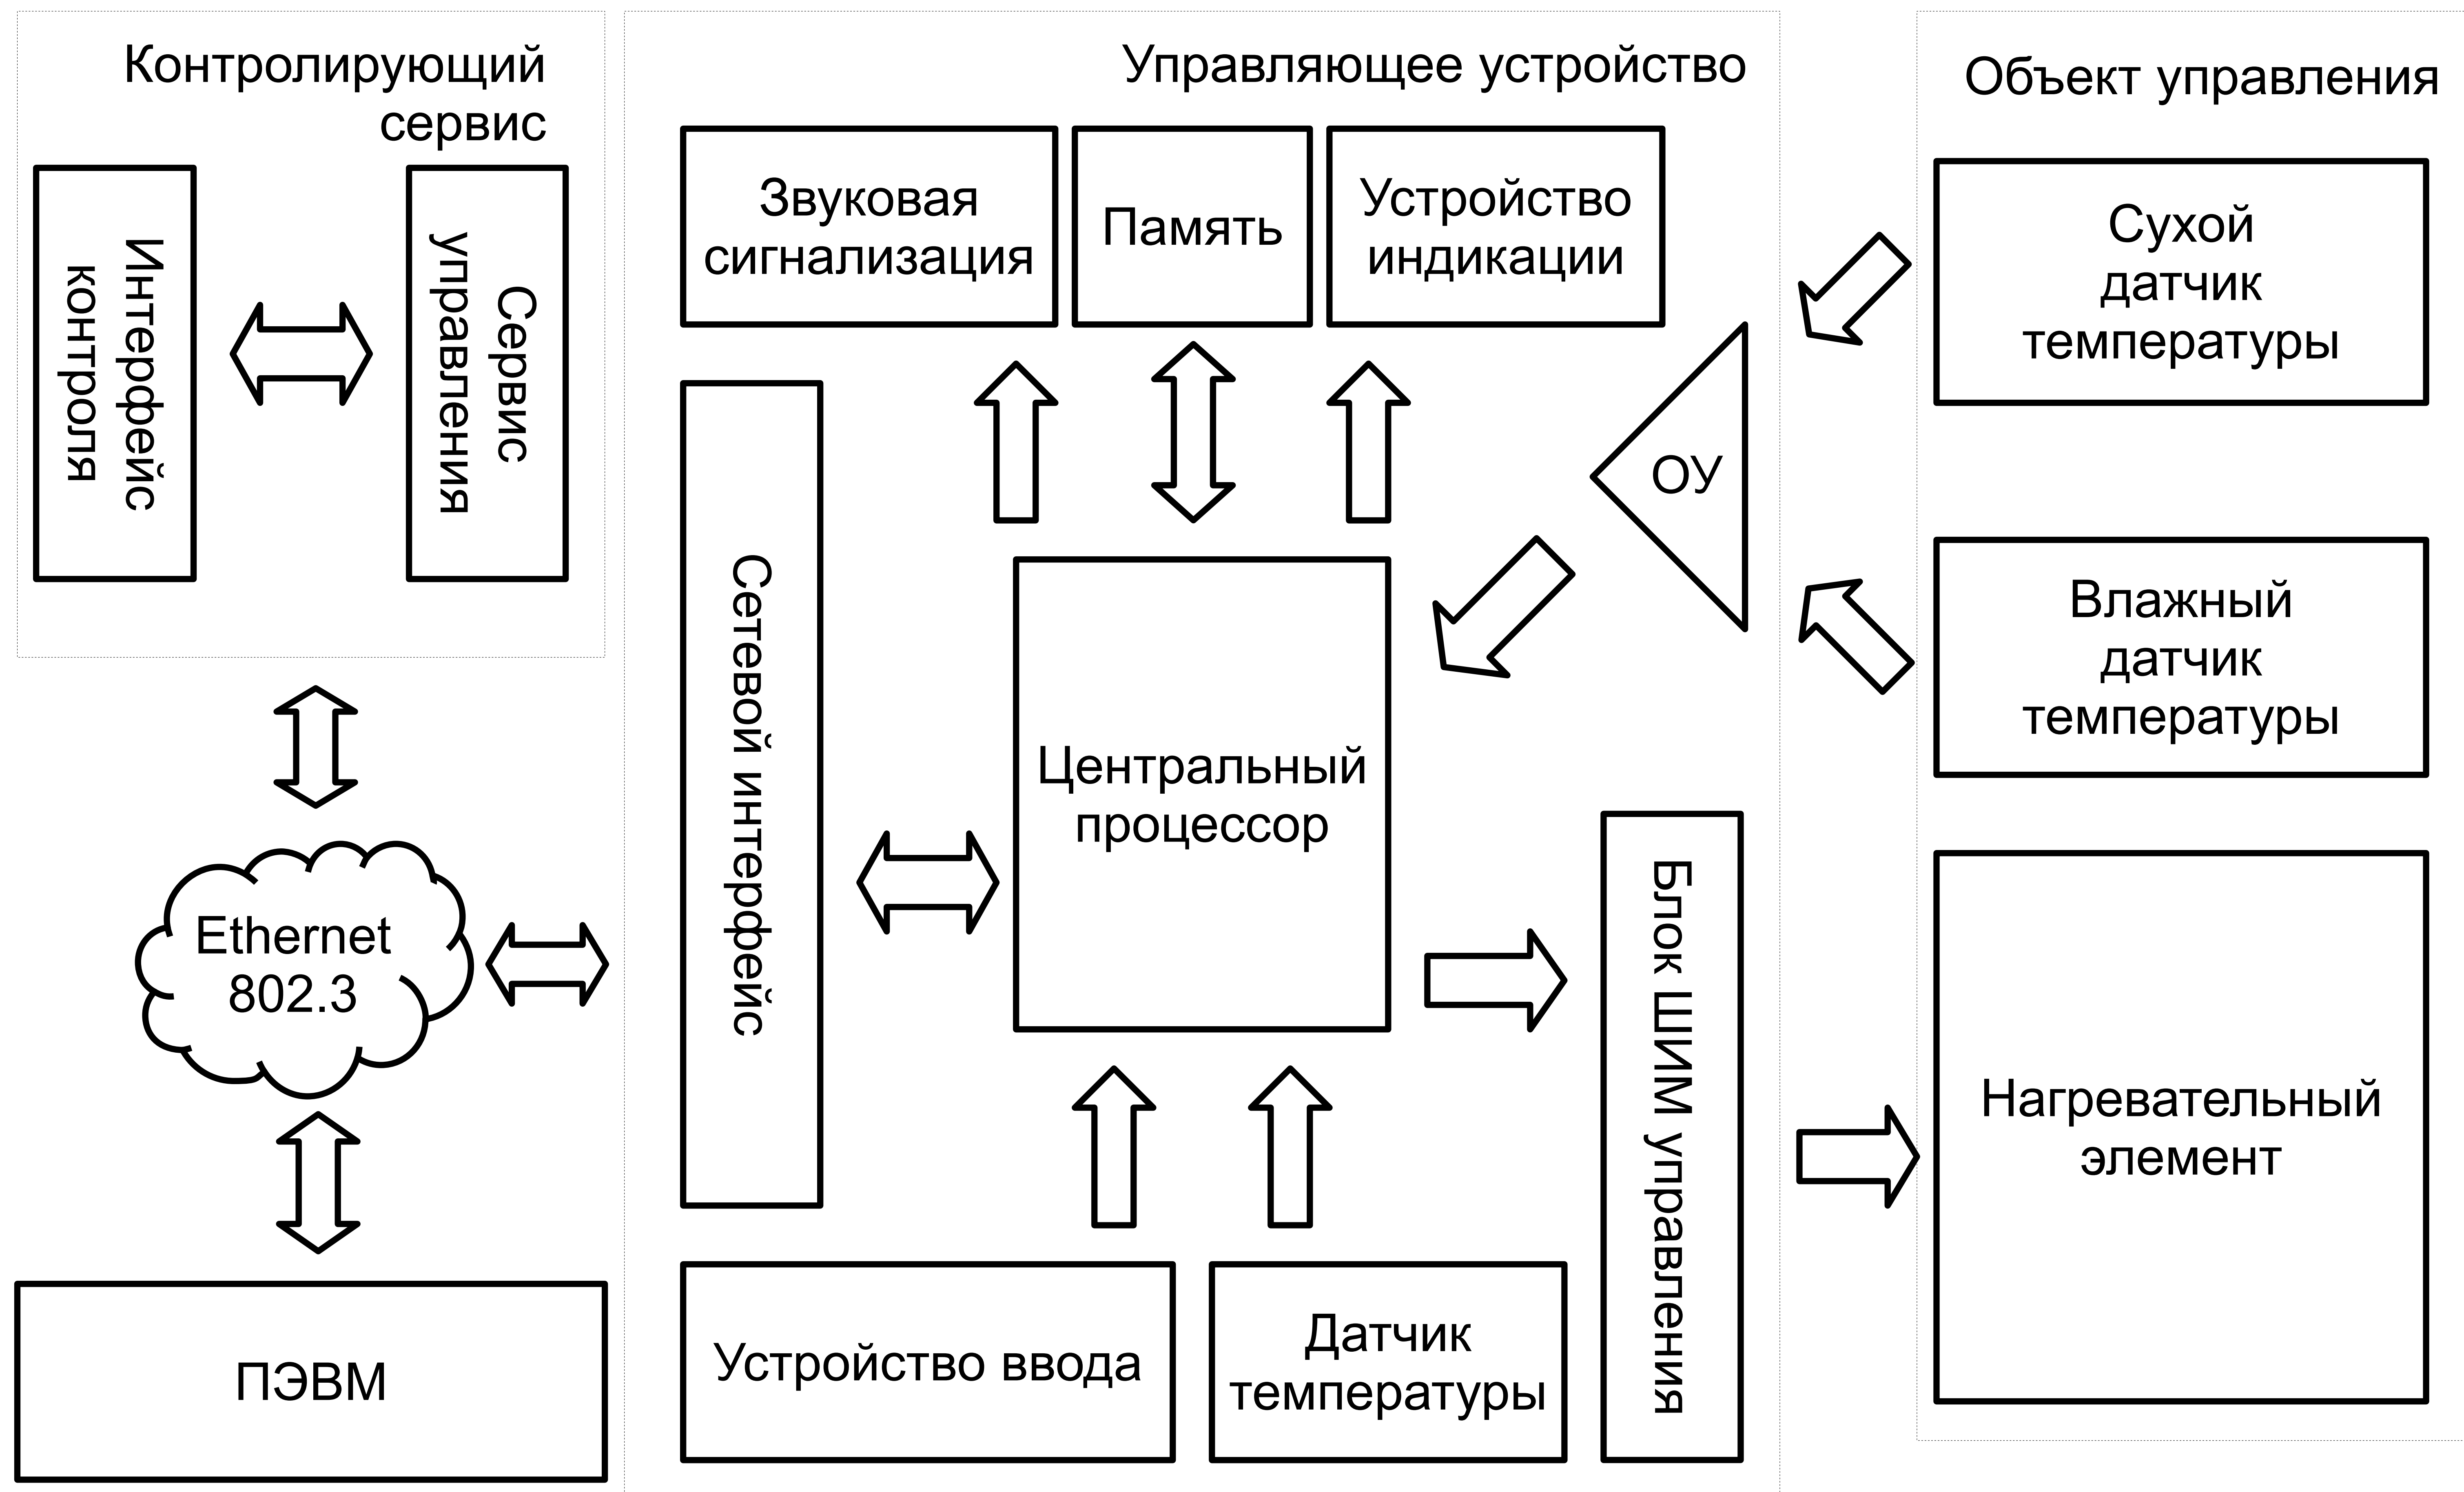 Контролирующий
сервис
Интерфейс
контроля
Сервис
управления
Ethernet
802.3
ПЭВМ
Управляющее устройство
Звуковая
сигнализация
Память
Устройство
индикации
Сетевой интерфейс
Центральный
процессор
ОУ
Блок ШИМ управления
Устройство ввода
Датчик
температуры
Объект управления
Сухой
датчик
температуры
Влажный
датчик
температуры
Нагревательный
элемент